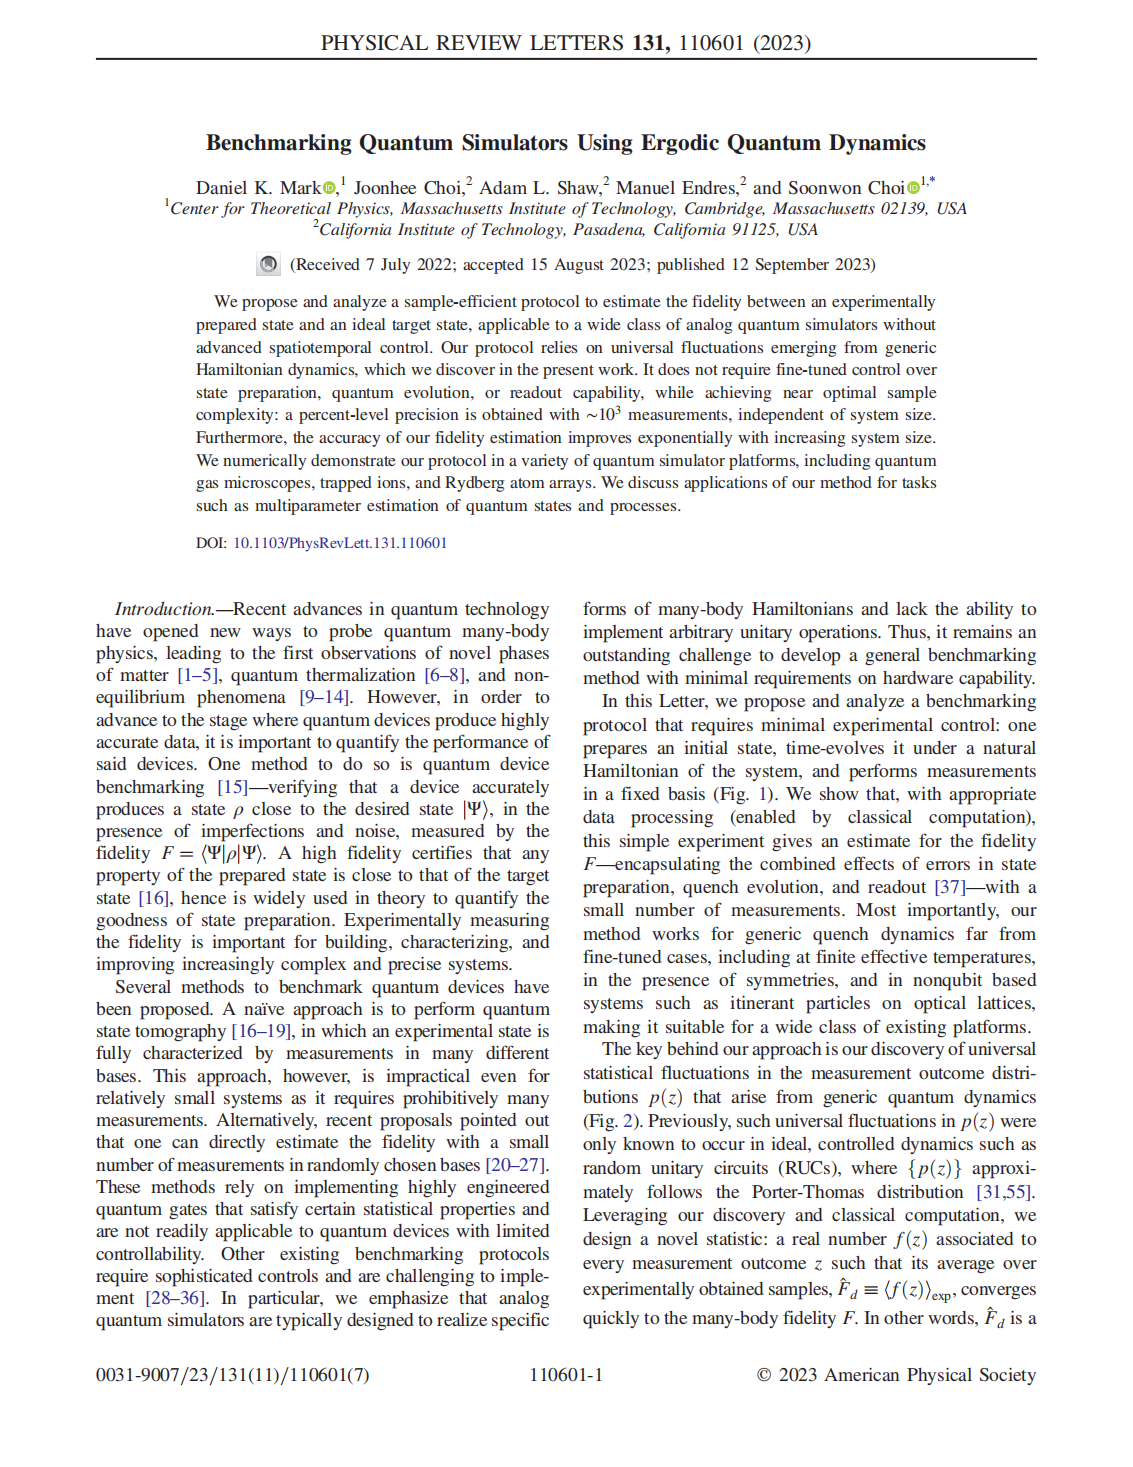 PHYSICAL REVIEW LETTERS 131, 110601 (2023)
Benchmarking Quantum Simulators Using Ergodic Quantum Dynamics
Daniel K. Mark,1 Joonhee Choi,2 Adam L. Shaw,2 Manuel Endres,2 and Soonwon Choi1,*
1Center for Theoretical Physics, Massachusetts Institute of Technology, Cambridge, Massachusetts 02139, USA
2California Institute of Technology, Pasadena, California 91125, USA
(Received 7 July 2022; accepted 15 August 2023; published 12 September 2023)
We propose and analyze a sample-efficient protocol to estimate the fidelity between an experimentally
prepared state and an ideal target state, applicable to a wide class of analog quantum simulators without
advanced spatiotemporal control. Our protocol relies on universal fluctuations emerging from generic
Hamiltonian dynamics, which we discover in the present work. It does not require fine-tuned control over
state preparation, quantum evolution, or readout capability, while achieving near optimal sample
complexity: a percent-level precision is obtained with ∼10³ measurements, independent of system size.
Furthermore, the accuracy of our fidelity estimation improves exponentially with increasing system size.
We numerically demonstrate our protocol in a variety of quantum simulator platforms, including quantum
gas microscopes, trapped ions, and Rydberg atom arrays. We discuss applications of our method for tasks
such as multiparameter estimation of quantum states and processes.
DOI: 10.1103/PhysRevLett.131.110601
Introduction.—Recent advances in quantum technology
have opened new ways to probe quantum many-body
physics, leading to the first observations of novel phases
of matter [1–5], quantum thermalization [6–8], and non-
equilibrium phenomena [9–14]. However, in order to
advance to the stage where quantum devices produce highly
accurate data, it is important to quantify the performance of
said devices. One method to do so is quantum device
benchmarking [15]—verifying that a device accurately
produces a state ρ close to the desired state |Ψ⟩, in the
presence of imperfections and noise, measured by the
fidelity F = ⟨Ψ|ρ|Ψ⟩. A high fidelity certifies that any
property of the prepared state is close to that of the target
state [16], hence is widely used in theory to quantify the
goodness of state preparation. Experimentally measuring
the fidelity is important for building, characterizing, and
improving increasingly complex and precise systems.
Several methods to benchmark quantum devices have
been proposed. A naïve approach is to perform quantum
state tomography [16–19], in which an experimental state is
fully characterized by measurements in many different
bases. This approach, however, is impractical even for
relatively small systems as it requires prohibitively many
measurements. Alternatively, recent proposals pointed out
that one can directly estimate the fidelity with a small
number of measurements in randomly chosen bases [20–27].
These methods rely on implementing highly engineered
quantum gates that satisfy certain statistical properties and
are not readily applicable to quantum devices with limited
controllability. Other existing benchmarking protocols
require sophisticated controls and are challenging to imple-
ment [28–36]. In particular, we emphasize that analog
quantum simulators are typically designed to realize specific
forms of many-body Hamiltonians and lack the ability to
implement arbitrary unitary operations. Thus, it remains an
outstanding challenge to develop a general benchmarking
method with minimal requirements on hardware capability.
In this Letter, we propose and analyze a benchmarking
protocol that requires minimal experimental control: one
prepares an initial state, time-evolves it under a natural
Hamiltonian of the system, and performs measurements
in a fixed basis (Fig. 1). We show that, with appropriate
data processing (enabled by classical computation),
this simple experiment gives an estimate for the fidelity
F—encapsulating the combined effects of errors in state
preparation, quench evolution, and readout [37]—with a
small number of measurements. Most importantly, our
method works for generic quench dynamics far from
fine-tuned cases, including at finite effective temperatures,
in the presence of symmetries, and in nonqubit based
systems such as itinerant particles on optical lattices,
making it suitable for a wide class of existing platforms.
The key behind our approach is our discovery of universal
statistical fluctuations in the measurement outcome distri-
butions p(z) that arise from generic quantum dynamics
(Fig. 2). Previously, such universal fluctuations in p(z) were
only known to occur in ideal, controlled dynamics such as
random unitary circuits (RUCs), where {p(z)} approxi-
mately follows the Porter-Thomas distribution [31,55].
Leveraging our discovery and classical computation, we
design a novel statistic: a real number f(z) associated to
every measurement outcome z such that its average over
experimentally obtained samples, F̂d ≡ ⟨f(z)⟩exp, converges
quickly to the many-body fidelity F. In other words, F̂d is a
0031-9007/23/131(11)/110601(7)
110601-1
© 2023 American Physical Society